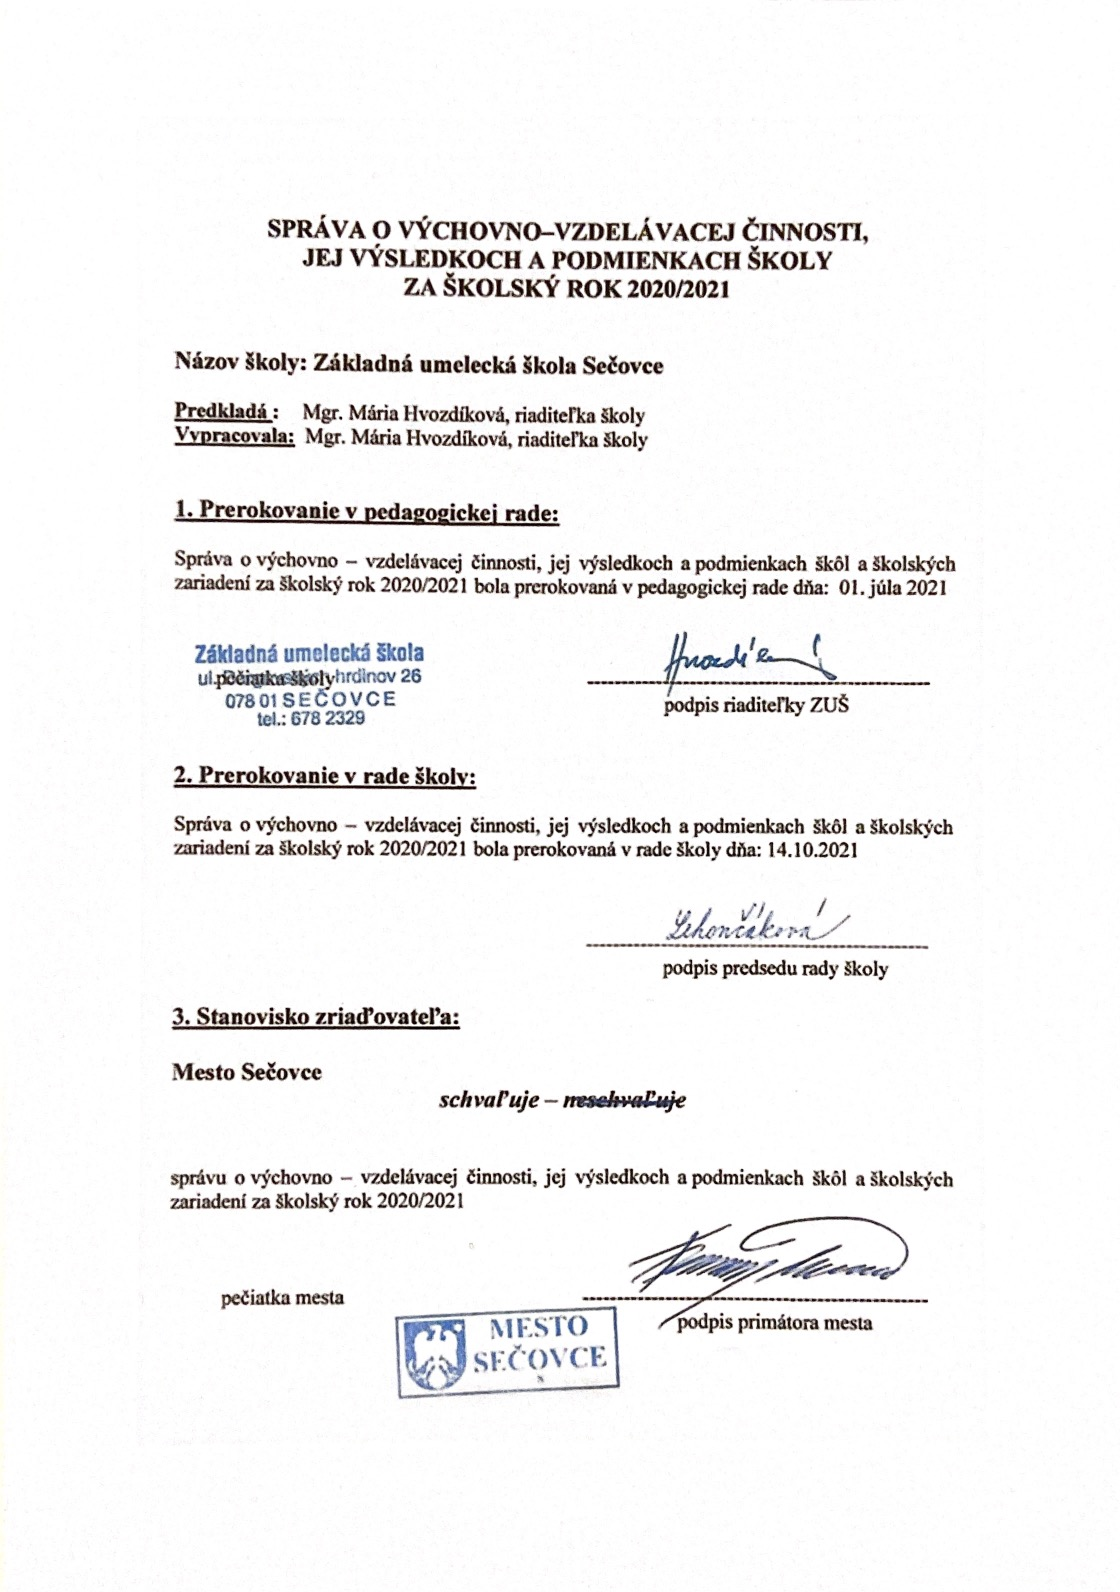 SPRÁVA O VÝCHOVNO–VZDELÁVACEJ ČINNOSTI,
JEJ VÝSLEDKOCH A PODMIENKACH ŠKOLY
ZA ŠKOLSKÝ ROK 2020/2021
Názov školy: Základná umelecká škola Sečovce
Predkladá : Mgr. Mária Hvozdíková, riaditeľka školy
Vypracovala: Mgr. Mária Hvozdíková, riaditeľka školy
1. Prerokovanie v pedagogickej rade:
Správa o výchovno – vzdelávacej činnosti, jej výsledkoch a podmienkach škôl a školských
zariadení za školský rok 2020/2021 bola prerokovaná v pedagogickej rade dňa: 01. júla 2021
Základná umelecká škola
ul. hrdinov 26
pečiatka školy
078 01 SEČOVCE
tel.: 678 2329
podpis riaditeľky ZUŠ
2. Prerokovanie v rade školy:
Správa o výchovno – vzdelávacej činnosti, jej výsledkoch a podmienkach škôl a školských
zariadení za školský rok 2020/2021 bola prerokovaná v rade školy dňa: 14.10.2021
Lehončáková
podpis predsedu rady školy
3. Stanovisko zriaďovateľa:
Mesto Sečovce
schvaľuje – neschvaľuje
správu o výchovno – vzdelávacej činnosti, jej výsledkoch a podmienkach škôl a školských
zariadení za školský rok 2020/2021
pečiatka mesta
podpis primátora mesta
MESTO
SEČOVCE